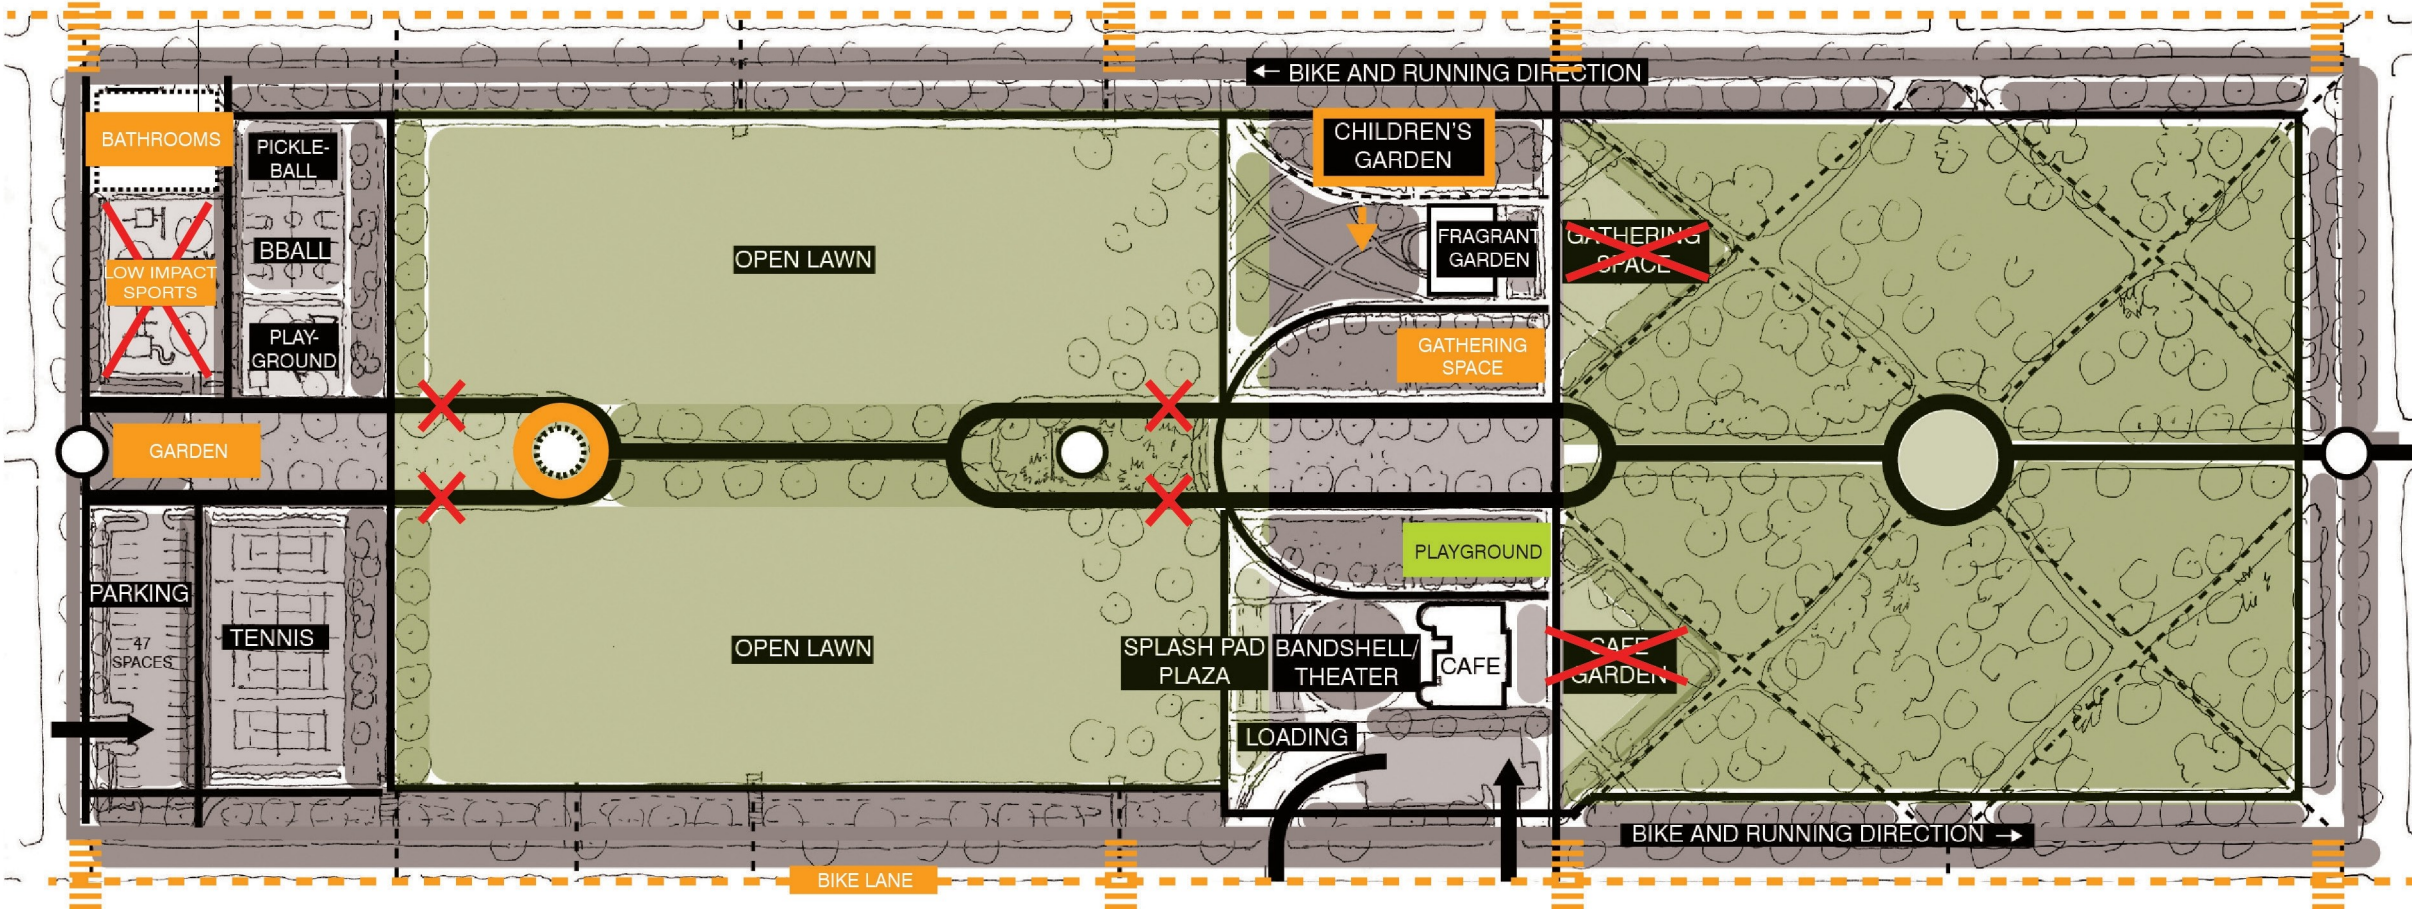 ← BIKE AND RUNNING DIRECTION
BATHROOMS
PICKLE-
BALL
CHILDREN'S
GARDEN
LOW IMPACT
SPORTS
BBALL
OPEN LAWN
FRAGRANT
GARDEN
GATHERING
SPACE
PLAY-
GROUND
GATHERING
SPACE
GARDEN
PLAYGROUND
PARKING
47
SPACES
TENNIS
OPEN LAWN
SPLASH PAD
PLAZA
BANDSHELL/
THEATER
CAFE
CAFE
GARDEN
LOADING
BIKE AND RUNNING DIRECTION →
BIKE LANE